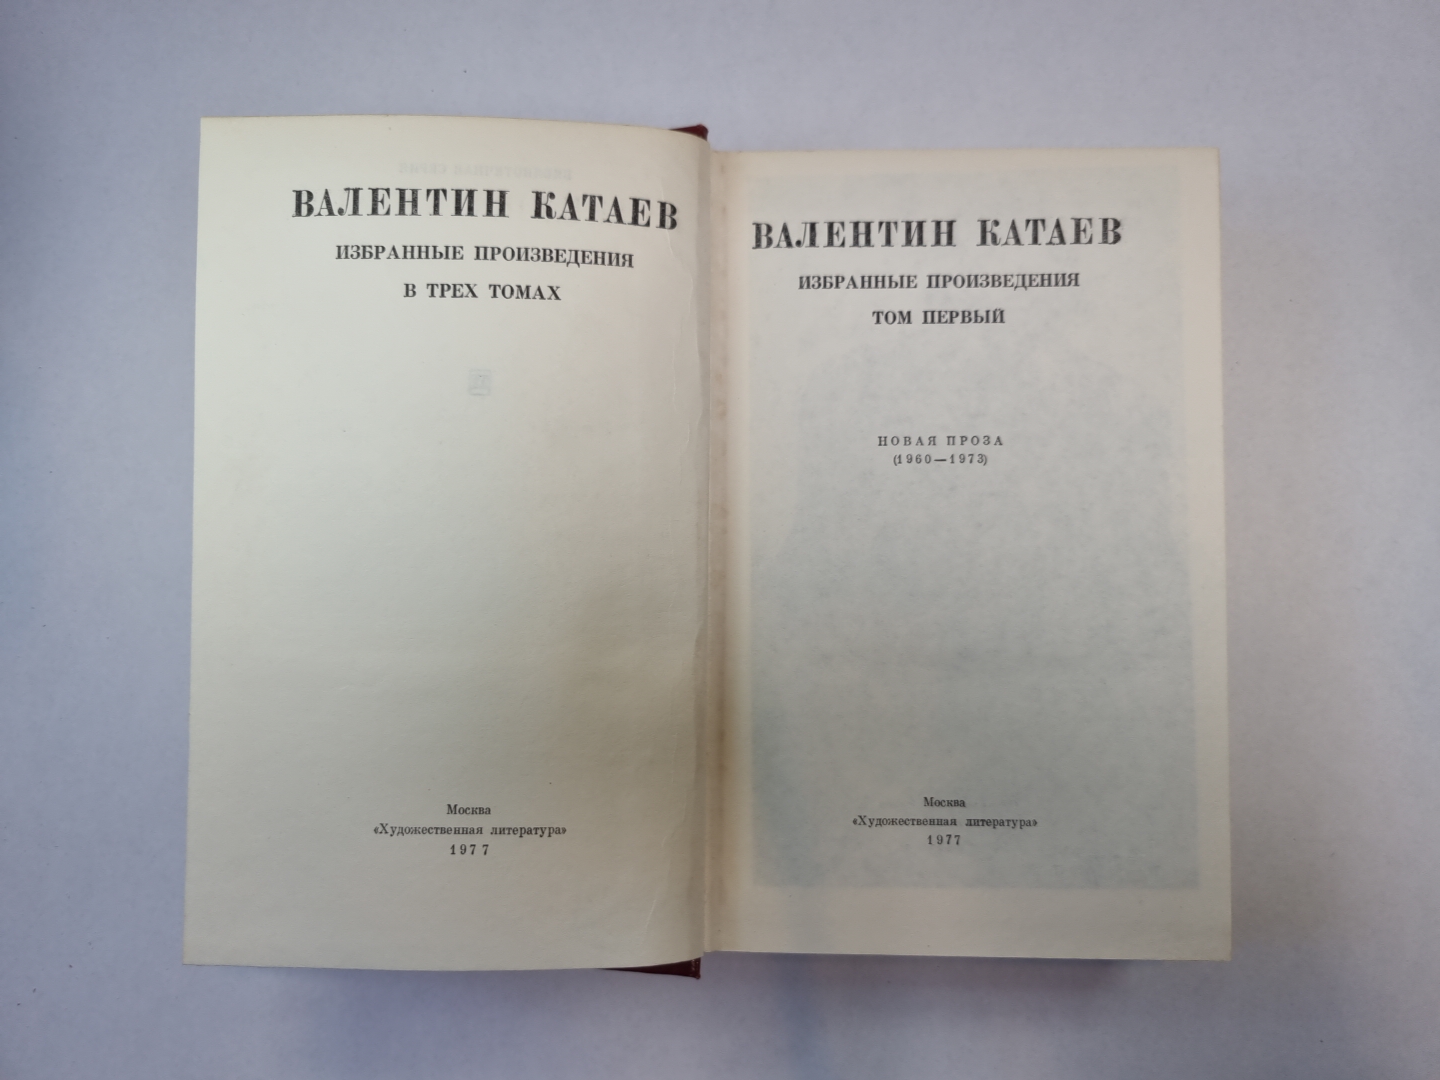 ВАЛЕНТИН КАТАЕВ
ИЗБРАННЫЕ ПРОИЗВЕДЕНИЯ
В ТРЕХ ТОМАХ
Москва
«Художественная литература»
1977
ВАЛЕНТИН КАТАЕВ
ИЗБРАННЫЕ ПРОИЗВЕДЕНИЯ
ТОМ ПЕРВЫЙ
НОВАЯ ПРОЗА
(1960—1973)
Москва
«Художественная литература»
1977